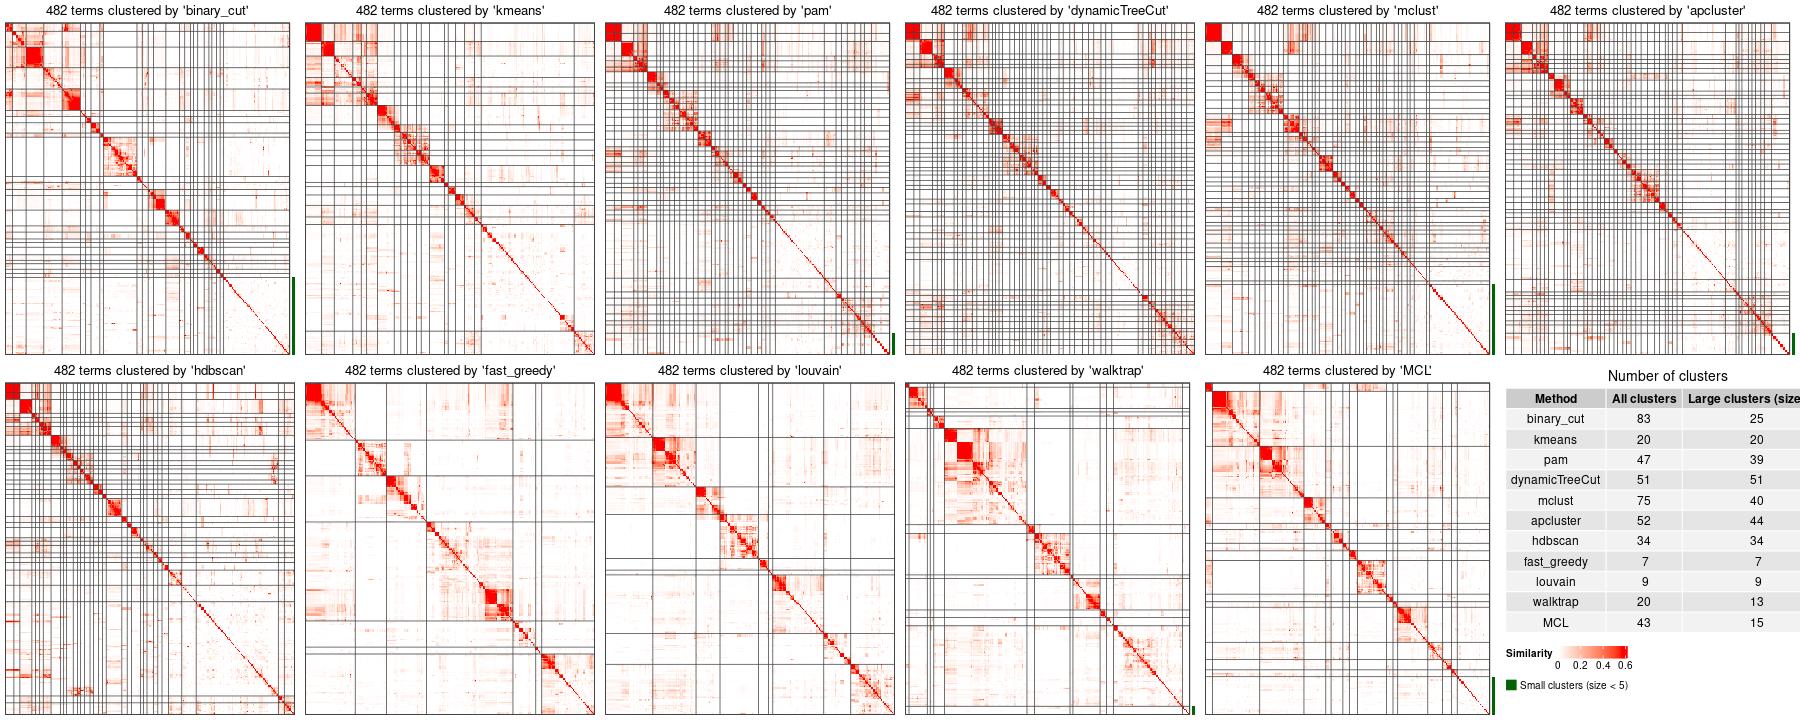 482 terms clustered by 'binary_cut'
482 terms clustered by 'kmeans'
482 terms clustered by 'pam'
482 terms clustered by 'dynamicTreeCut'
482 terms clustered by 'mclust'
482 terms clustered by 'apcluster'
482 terms clustered by 'hdbscan'
482 terms clustered by 'fast_greedy'
482 terms clustered by 'louvain'
482 terms clustered by 'walktrap'
482 terms clustered by 'MCL'
Number of clusters
Method All clusters Large clusters (size
binary_cut 83 25
kmeans 20 20
pam 47 39
dynamicTreeCut 51 51
mclust 75 40
apcluster 52 44
hdbscan 34 34
fast_greedy 7 7
louvain 9 9
walktrap 20 13
MCL 43 15
Similarity
0 0.2 0.4 0.6
Small clusters (size < 5)